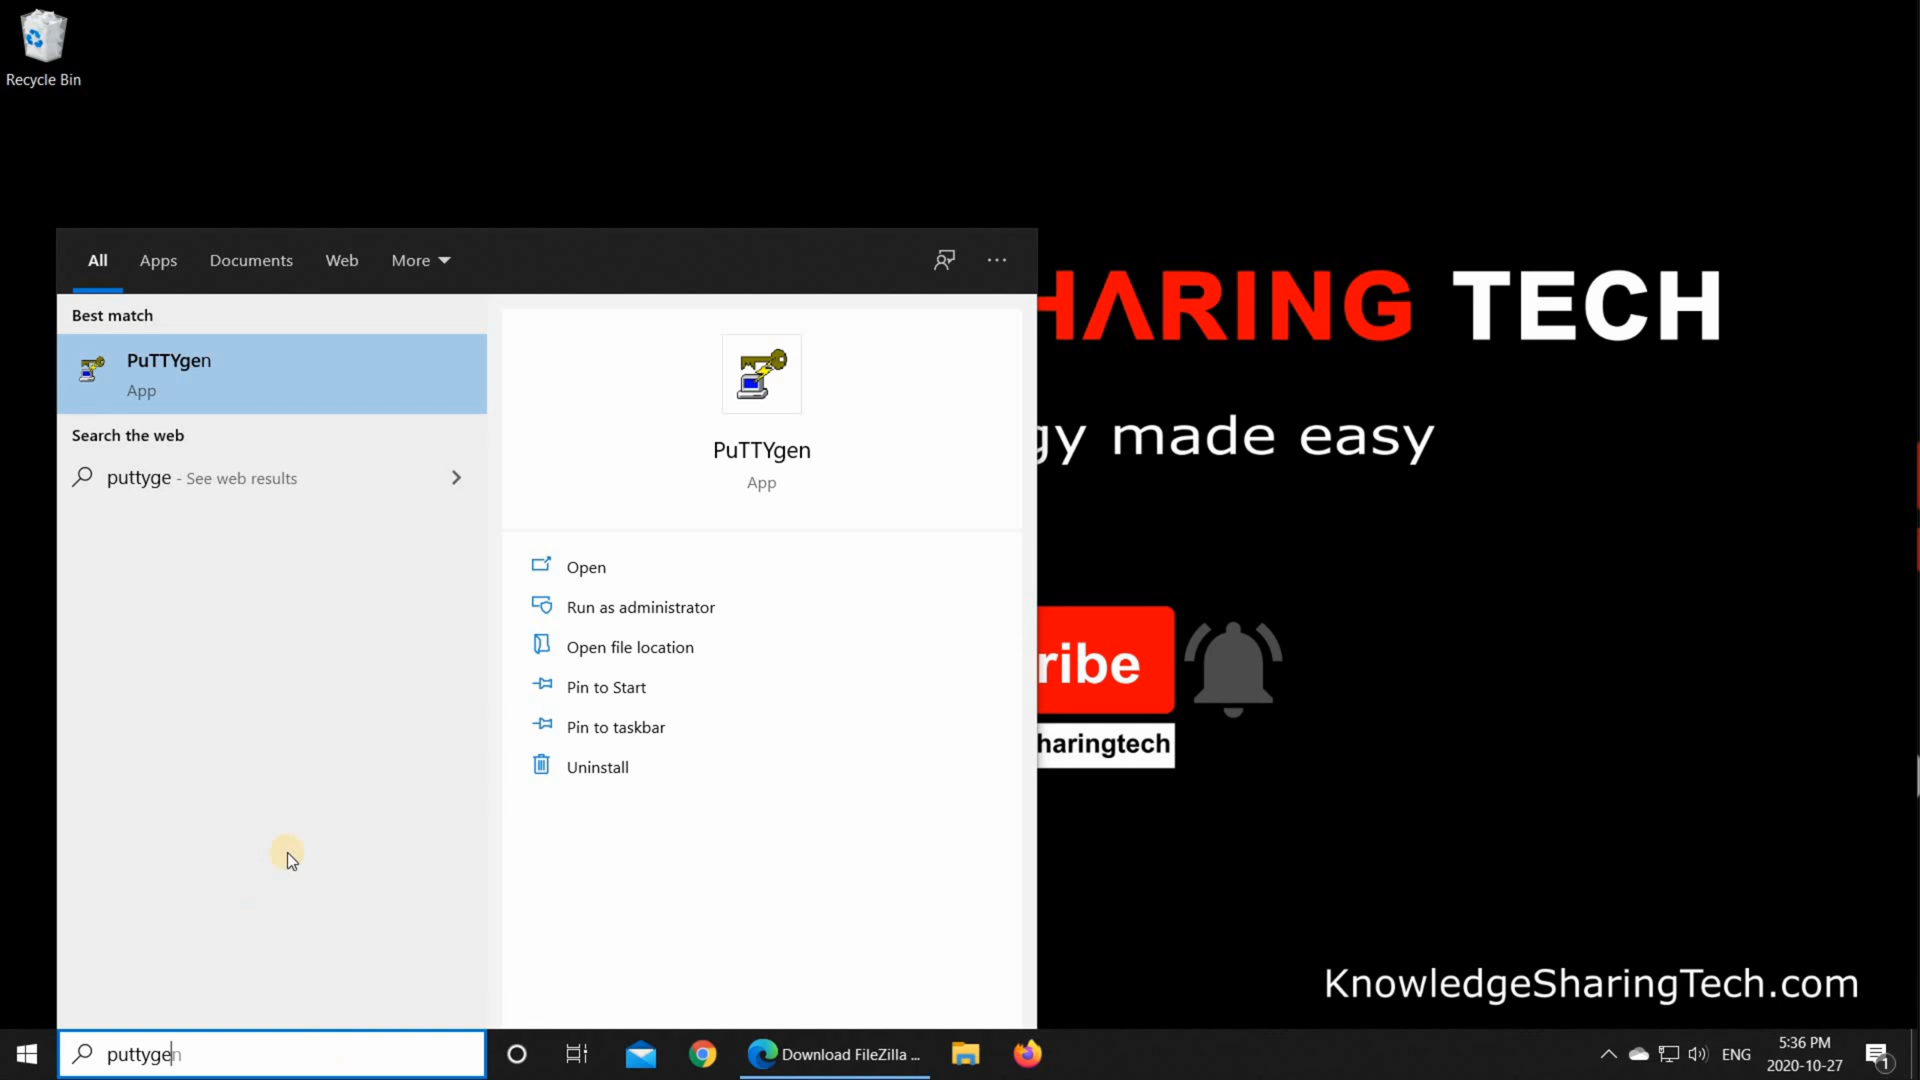 Recycle Bin
All Apps Documents Web More
Best match
PuTTYgen
App
Search the web
puttyge - See web results
PuTTYgen
App
Open
Run as administrator
Open file location
Pin to Start
Pin to taskbar
Uninstall
HARING TECH
gy made easy
ribe
haringtech
KnowledgeSharingTech.com
puttygen
Download FileZilla ...
ENG
5:36 PM
2020-10-27
1